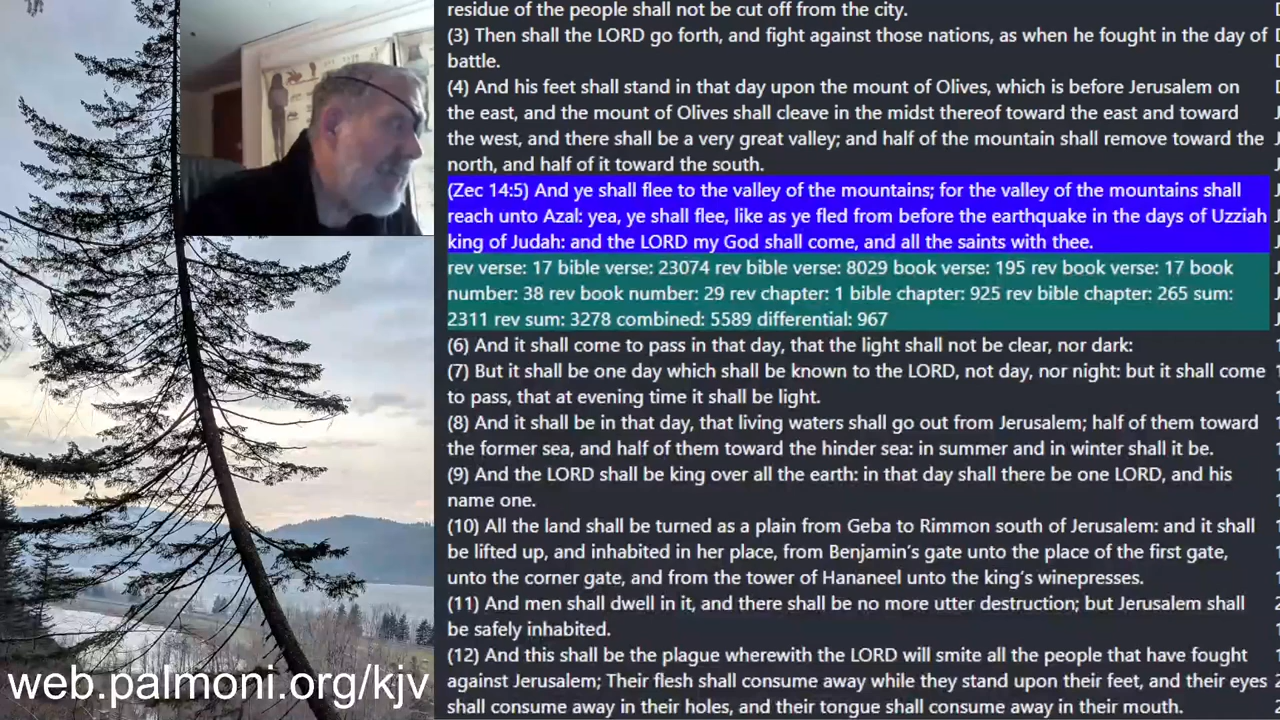 residue of the people shall not be cut off from the city.
(3) Then shall the LORD go forth, and fight against those nations, as when he fought in the day of
battle.
(4) And his feet shall stand in that day upon the mount of Olives, which is before Jerusalem on
the east, and the mount of Olives shall cleave in the midst thereof toward the east and toward
the west, and there shall be a very great valley; and half of the mountain shall remove toward the
north, and half of it toward the south.
(Zec 14:5) And ye shall flee to the valley of the mountains; for the valley of the mountains shall
reach unto Azal: yea, ye shall flee, like as ye fled from before the earthquake in the days of Uzziah
king of Judah: and the LORD my God shall come, and all the saints with thee.
rev verse: 17 bible verse: 23074 rev bible verse: 8029 book verse: 195 rev book verse: 17 book
number: 38 rev book number: 29 rev chapter: 1 bible chapter: 925 rev bible chapter: 265 sum:
2311 rev sum: 3278 combined: 5589 differential: 967
(6) And it shall come to pass in that day, that the light shall not be clear, nor dark:
(7) But it shall be one day which shall be known to the LORD, not day, nor night: but it shall come
to pass, that at evening time it shall be light.
(8) And it shall be in that day, that living waters shall go out from Jerusalem; half of them toward
the former sea, and half of them toward the hinder sea: in summer and in winter shall it be.
(9) And the LORD shall be king over all the earth: in that day shall there be one LORD, and his
name one.
(10) All the land shall be turned as a plain from Geba to Rimmon south of Jerusalem: and it shall
be lifted up, and inhabited in her place, from Benjamin’s gate unto the place of the first gate,
unto the corner gate, and from the tower of Hananeel unto the king’s winepresses.
(11) And men shall dwell in it, and there shall be no more utter destruction; but Jerusalem shall
be safely inhabited.
(12) And this shall be the plague wherewith the LORD will smite all the people that have fought
against Jerusalem; Their flesh shall consume away while they stand upon their feet, and their eyes
shall consume away in their holes, and their tongue shall consume away in their mouth.
web.palmoni.org/kjv